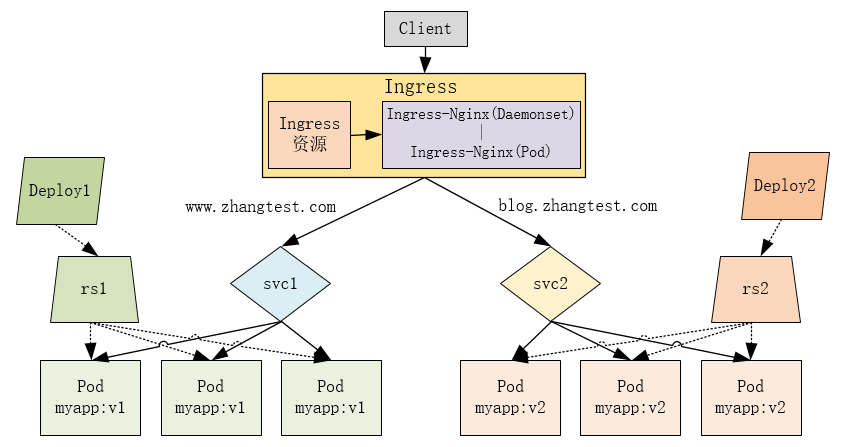 Client
Ingress
Ingress
资源
Ingress-Nginx(Daemonset)
|
Ingress-Nginx(Pod)
Deploy1
Deploy2
www.zhangtest.com
blog.zhangtest.com
rs1
svc1
svc2
rs2
Pod
myapp:v1
Pod
myapp:v1
Pod
myapp:v1
Pod
myapp:v2
Pod
myapp:v2
Pod
myapp:v2